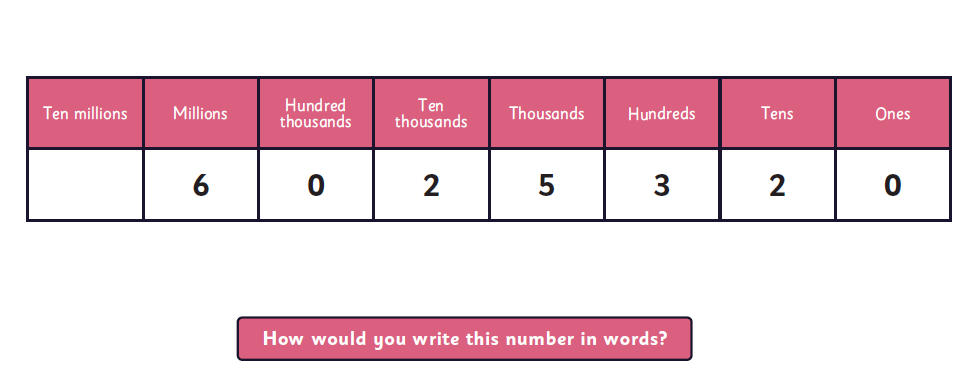 Ten millions Millions Hundred thousands Ten thousands Thousands Hundreds Tens Ones
6 0 2 5 3 2 0
How would you write this number in words?